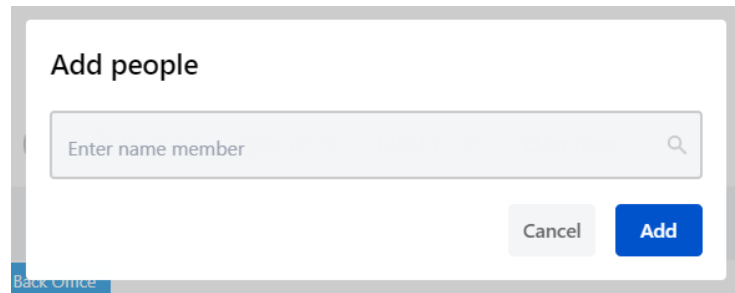 Add people
Enter name member
Cancel
Add
Back Office